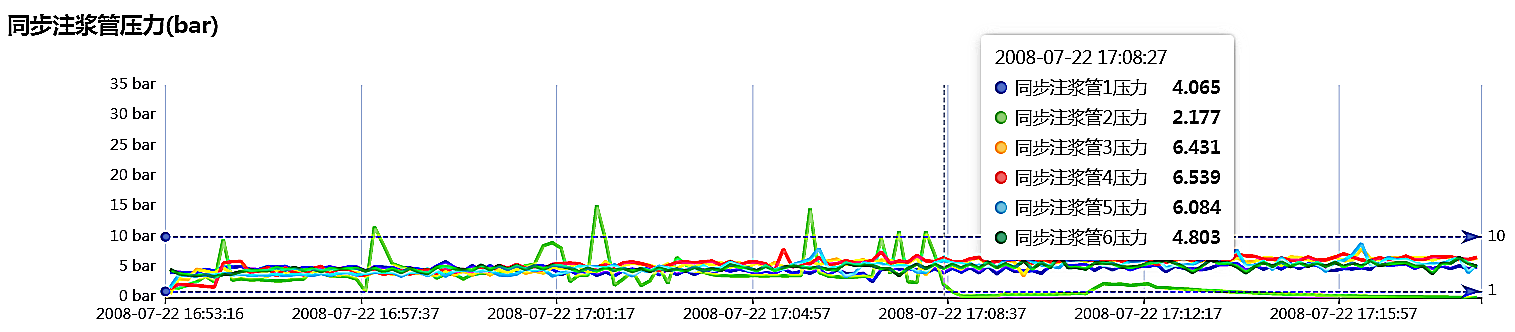 同步注浆管压力(bar)
2008-07-22 17:08:27
同步注浆管1压力 4.065
同步注浆管2压力 2.177
同步注浆管3压力 6.431
同步注浆管4压力 6.539
同步注浆管5压力 6.084
同步注浆管6压力 4.803
35 bar
30 bar
25 bar
20 bar
15 bar
10 bar
5 bar
0 bar
10
1
2008-07-22 16:53:16
2008-07-22 16:57:37
2008-07-22 17:01:17
2008-07-22 17:04:57
2008-07-22 17:08:37
2008-07-22 17:12:17
2008-07-22 17:15:57